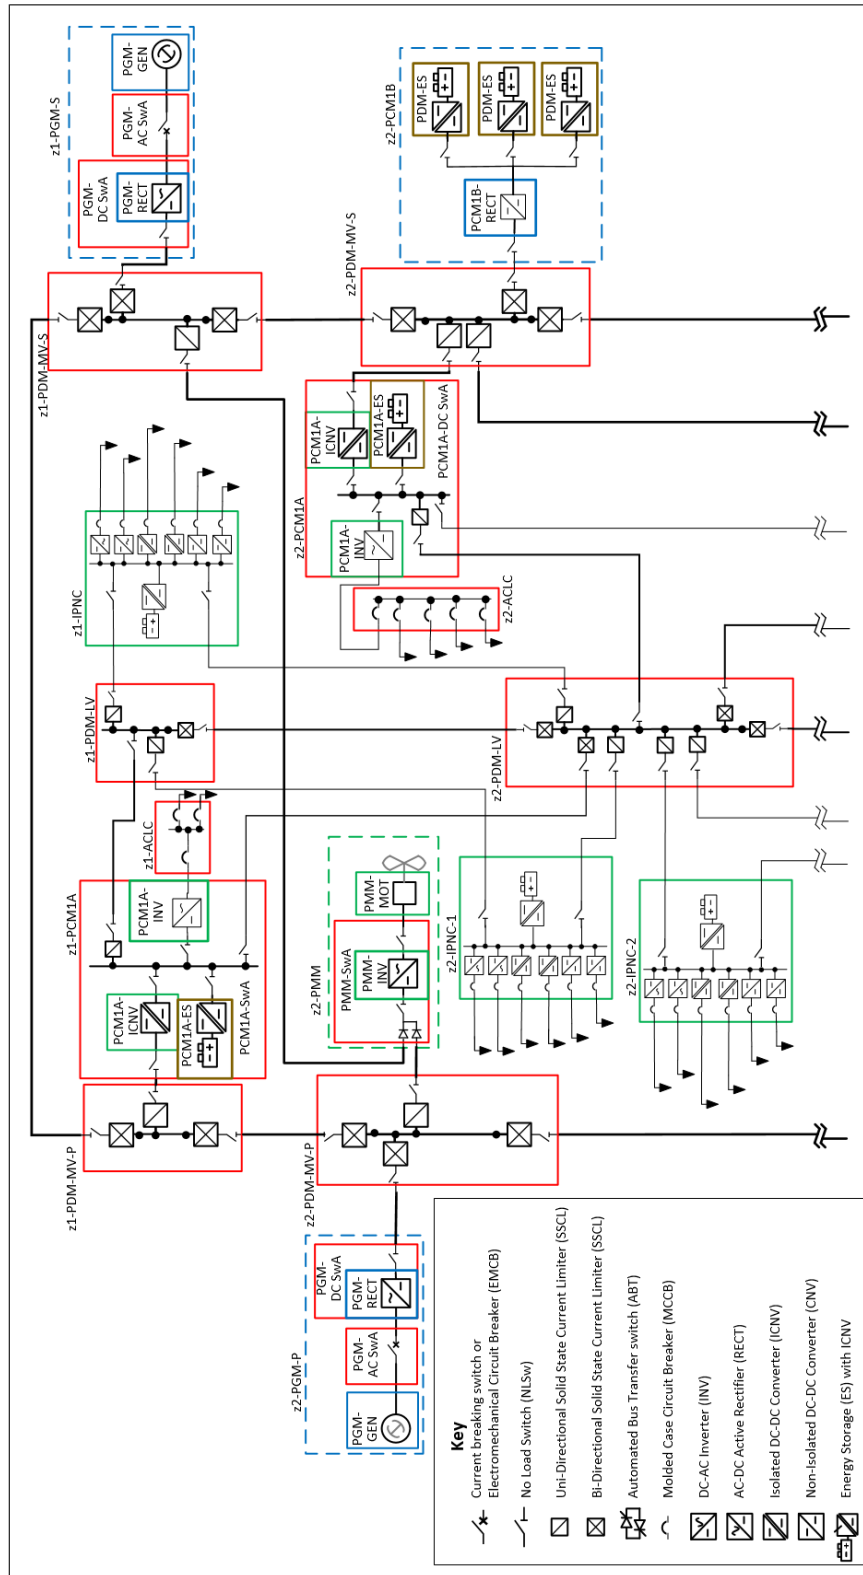 z1-PGM-S
PGM-
GEN
PGM-
AC SwA
PGM-
DC SwA
PGM-
RECT
z1-PDM-MV-S
z2-PCM1B
PDM-ES
PDM-ES
PDM-ES
PCM1B-
RECT
z2-PDM-MV-S
z2-PCM1A
PCM1A-
ICNV
PCM1A-ES
PCM1A-DC SwA
PCM1A-
INV
z2-ACLC
z1-IPNC
z1-PDM-LV
z2-PDM-LV
z1-ACLC
z1-PCM1A
PCM1A-
INV
PCM1A-
ICNV
PCM1A-ES
PCM1A-SwA
z2-PMM
PMM-
MOT
PMM-SwA
PMM-
INV
z2-IPNC-1
z2-IPNC-2
z1-PDM-MV-P
z2-PDM-MV-P
z2-PGM-P
PGM-
DC SwA
PGM-
RECT
PGM-
AC SwA
PGM-
GEN
Key
Current breaking switch or
Electromechanical Circuit Breaker (EMCB)
No Load Switch (NLSw)
Uni-Directional Solid State Current Limiter (SSCL)
Bi-Directional Solid State Current Limiter (SSCL)
Automated Bus Transfer switch (ABT)
Molded Case Circuit Breaker (MCCB)
DC-AC Inverter (INV)
AC-DC Active Rectifier (RECT)
Isolated DC-DC Converter (ICNV)
Non-Isolated DC-DC Converter (CNV)
Energy Storage (ES) with ICNV